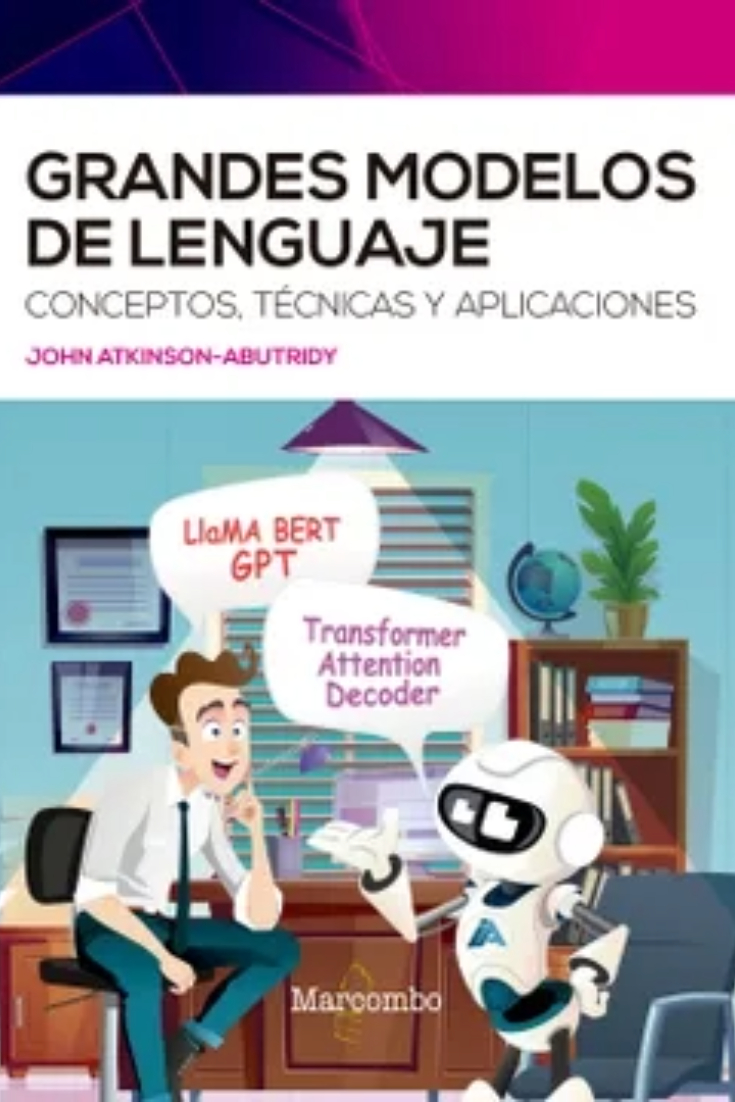 GRANDES MODELOS
DE LENGUAJE
CONCEPTOS, TÉCNICAS Y APLICACIONES
JOHN ATKINSON-ABUTRIDY
LlaMA BERT
GPT
Transformer
Attention
Decoder
Marcombo